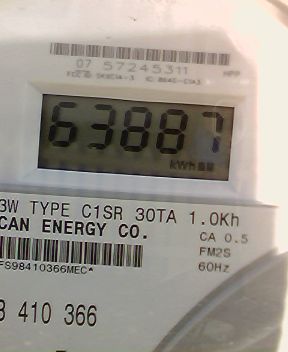 07 57245311
63887
kWh
3W TYPE C1SR 30TA 1.0Kh
CAN ENERGY CO.
CA 0.5
FM2S
60Hz
FS98410366MEC*
8 410 366